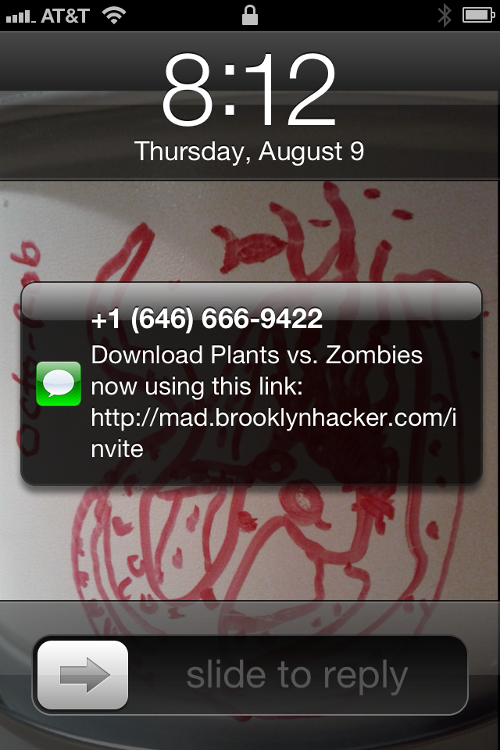 AT&T
8:12
Thursday, August 9
+1 (646) 666-9422
Download Plants vs. Zombies
now using this link:
http://mad.brooklynhacker.com/i
nvite
slide to reply